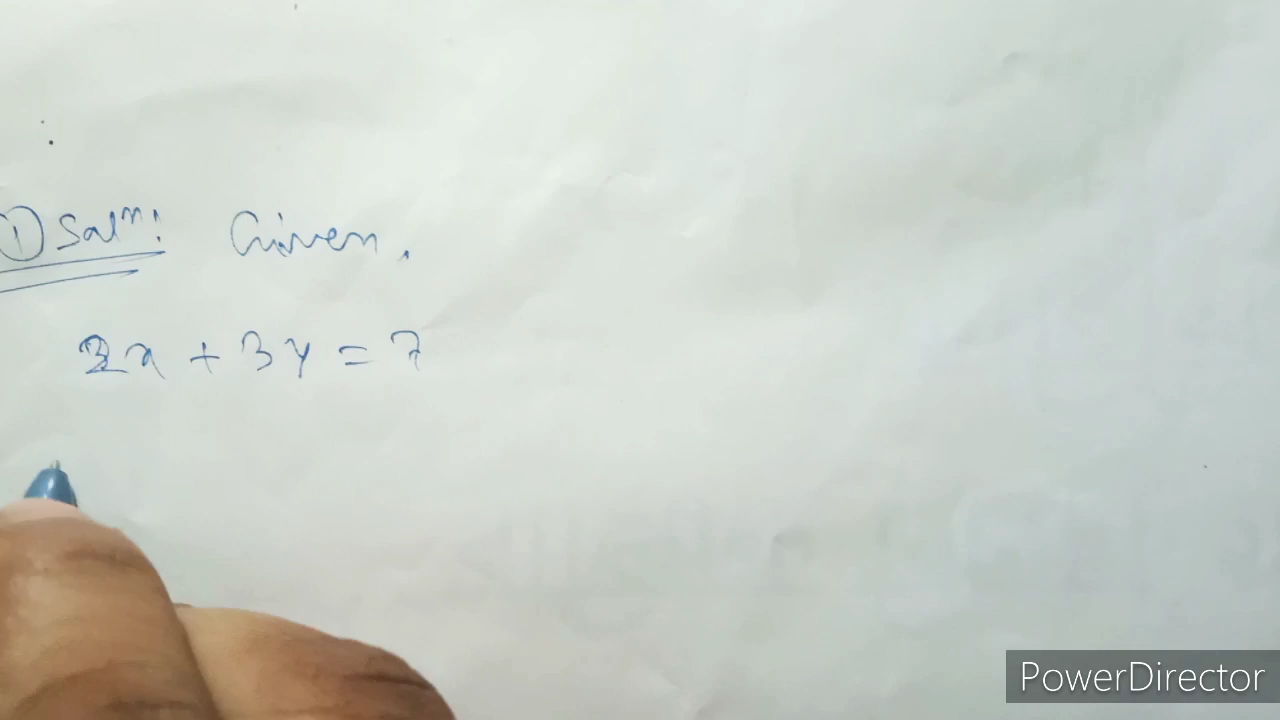 ① Solⁿ: Given,
2x + 3y = 7
PowerDirector